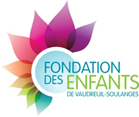 FONDATION
DES ENFANTS
DE VAUDREUIL-SOULANGES